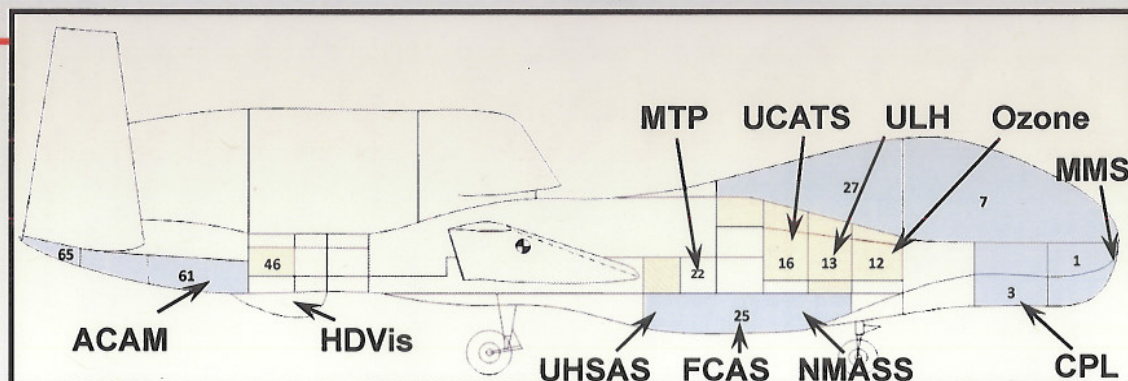 MTP UCATS ULH Ozone
MMS
27
7
65
61
46
22
16
13
12
1
3
25
ACAM
HDVis
UHSAS FCAS NMASS
CPL